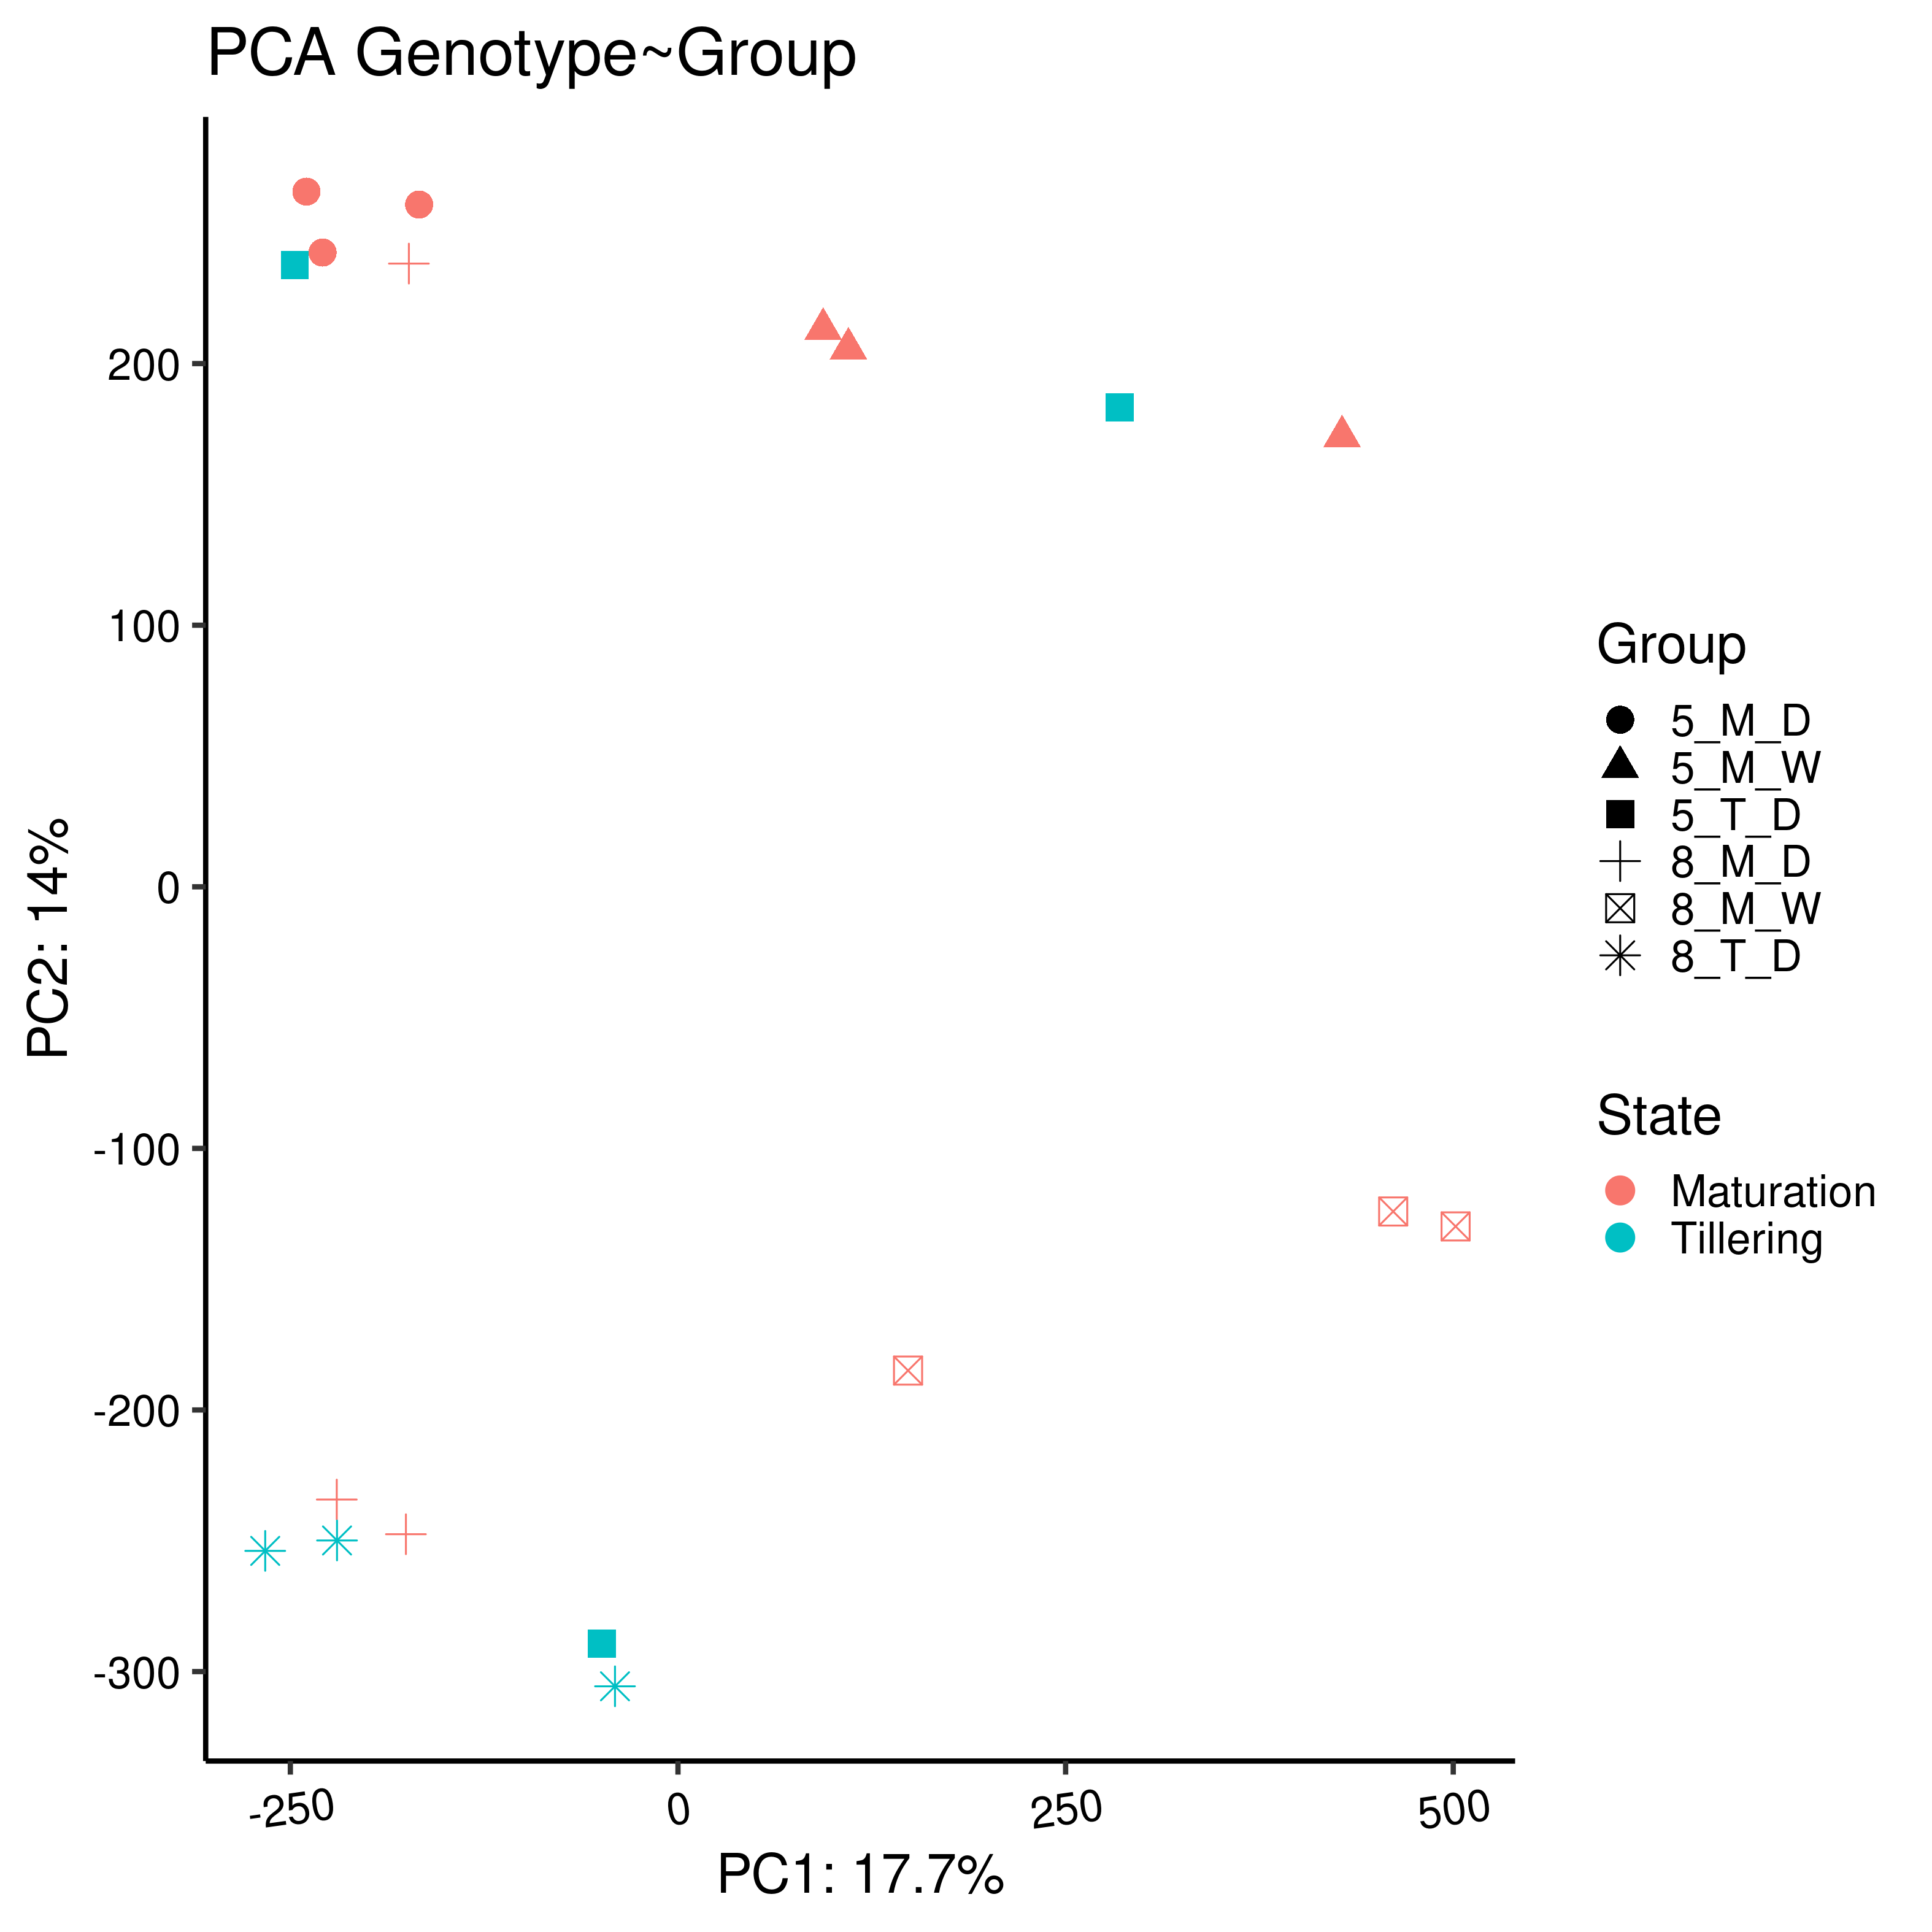 PCA Genotype~Group
200
100
0
-100
-200
-300
PC2: 14%
-250 0 250 500
PC1: 17.7%
Group
5_M_D
5_M_W
5_T_D
8_M_D
8_M_W
8_T_D
State
Maturation
Tillering